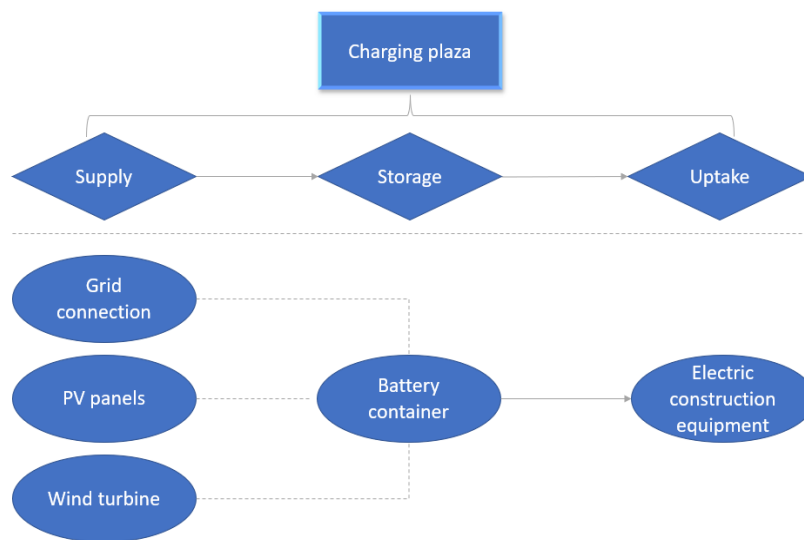 Charging plaza
Supply
Storage
Uptake
Grid
connection
PV panels
Battery
container
Electric
construction
equipment
Wind turbine